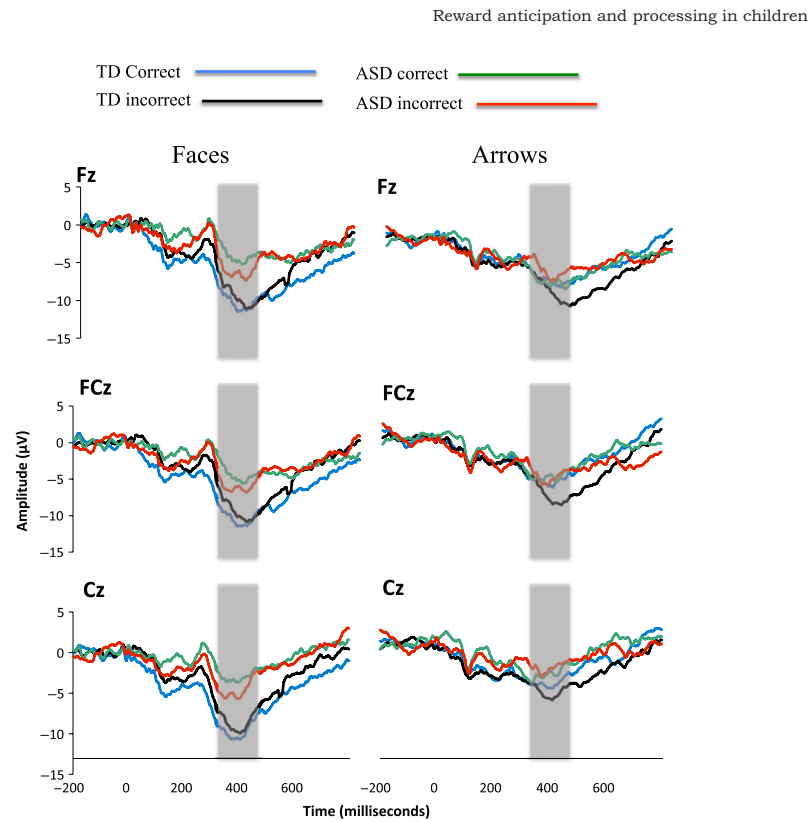 Reward anticipation and processing in children
TD Correct
ASD correct
TD incorrect
ASD incorrect
Faces
Arrows
Fz
Fz
5
0
−5
−10
−15
FCz
FCz
5
0
−5
−10
−15
Amplitude (µV)
Cz
Cz
5
0
−5
−10
−15
−200 0 200 400 600
−200 0 200 400 600
Time (milliseconds)